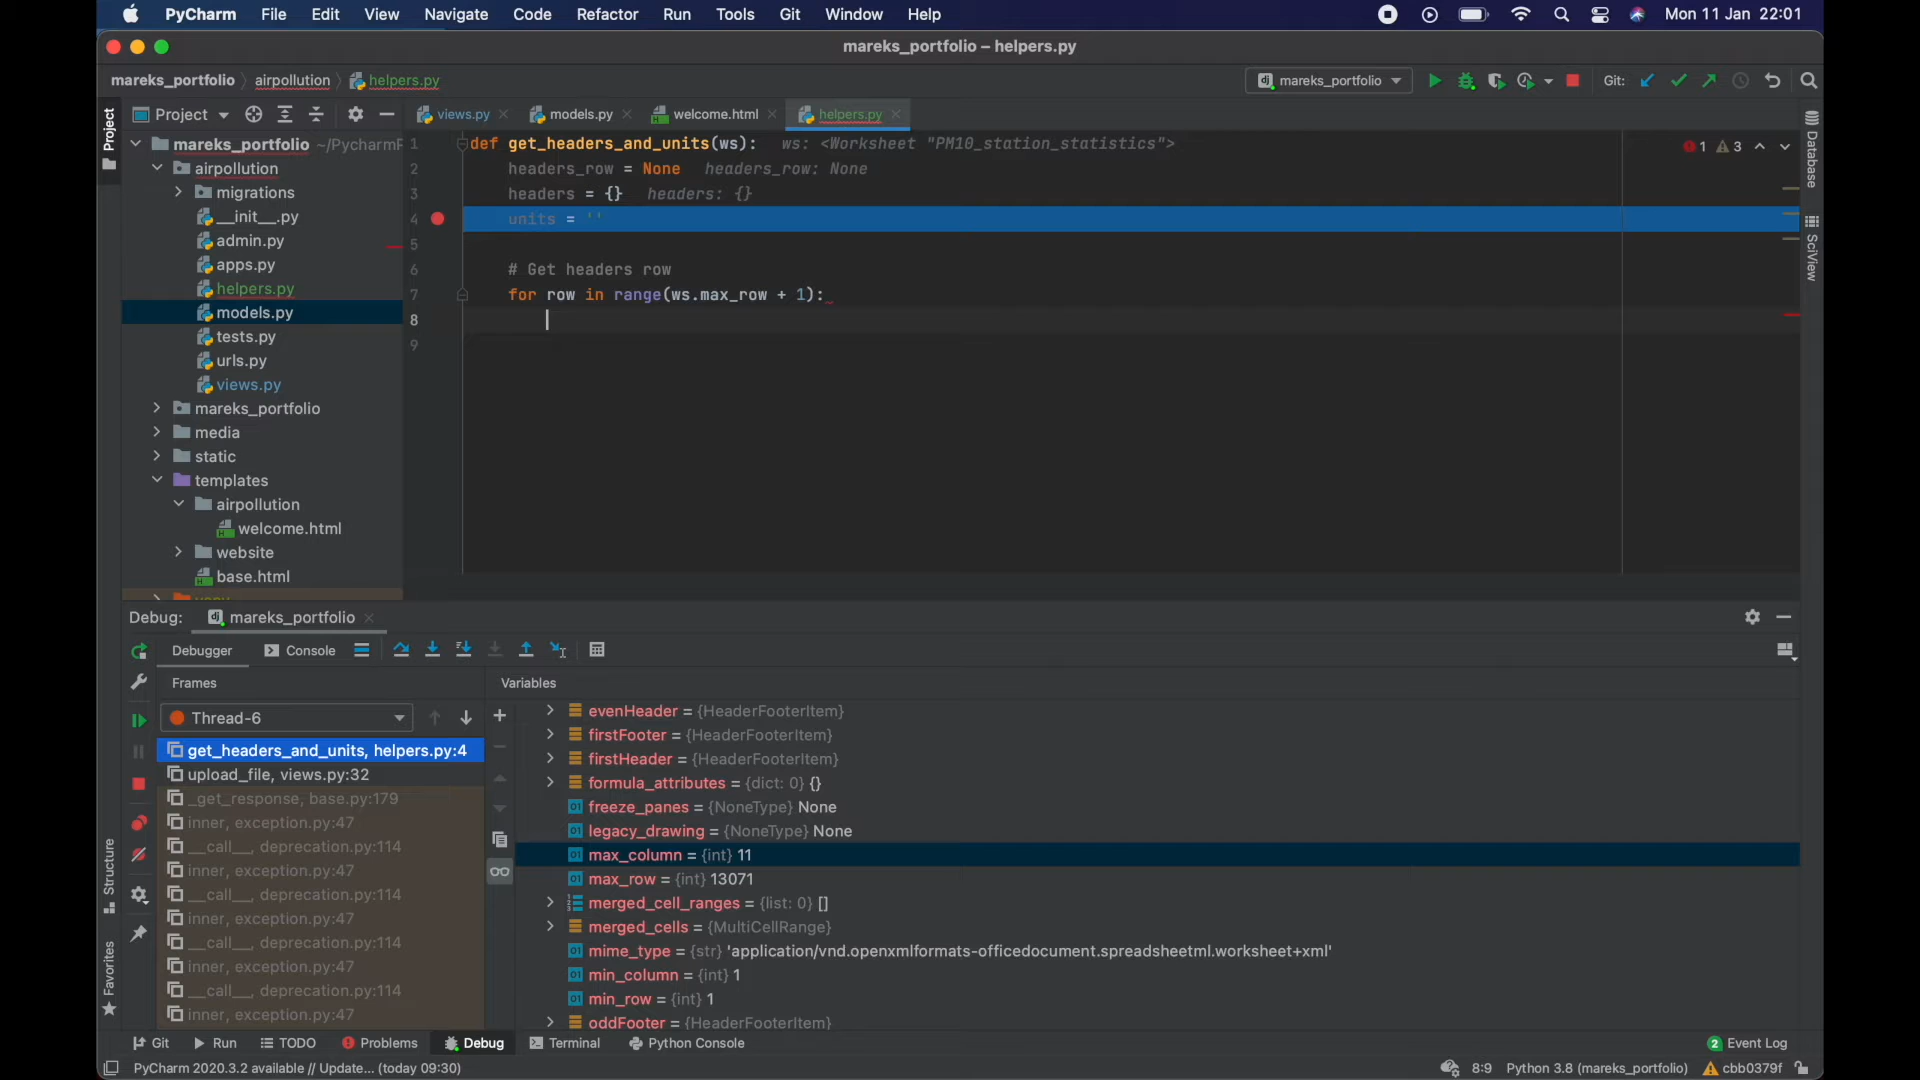 PyCharm File Edit View Navigate Code Refactor Run Tools Git Window Help Mon 11 Jan 22:01
mareks_portfolio – helpers.py
mareks_portfolio airpollution helpers.py mareks_portfolio Git:
Project views.py models.py welcome.html helpers.py
Project
mareks_portfolio ~/PycharmP
airpollution
migrations
__init__.py
admin.py
apps.py
helpers.py
models.py
tests.py
urls.py
views.py
mareks_portfolio
media
static
templates
airpollution
welcome.html
website
base.html
1 def get_headers_and_units(ws): ws: <Worksheet "PM10_station_statistics">
2 headers_row = None headers_row: None
3 headers = {} headers: {}
4 units = ''
5
6 # Get headers row
7 for row in range(ws.max_row + 1):
8
9
1 3
Database
SciView
Debug: mareks_portfolio
Debugger Console
Frames Variables
Thread-6
get_headers_and_units, helpers.py:4
upload_file, views.py:32
_get_response, base.py:179
inner, exception.py:47
__call__, deprecation.py:114
inner, exception.py:47
__call__, deprecation.py:114
inner, exception.py:47
__call__, deprecation.py:114
inner, exception.py:47
__call__, deprecation.py:114
inner, exception.py:47
evenHeader = {HeaderFooterItem}
firstFooter = {HeaderFooterItem}
firstHeader = {HeaderFooterItem}
formula_attributes = {dict: 0} {}
freeze_panes = {NoneType} None
legacy_drawing = {NoneType} None
max_column = {int} 11
max_row = {int} 13071
merged_cell_ranges = {list: 0} []
merged_cells = {MultiCellRange}
mime_type = {str} 'application/vnd.openxmlformats-officedocument.spreadsheetml.worksheet+xml'
min_column = {int} 1
min_row = {int} 1
oddFooter = {HeaderFooterItem}
Structure
Favorites
Git Run TODO Problems Debug Terminal Python Console 2 Event Log
PyCharm 2020.3.2 available // Update... (today 09:30) 8:9 Python 3.8 (mareks_portfolio) cbb0379f